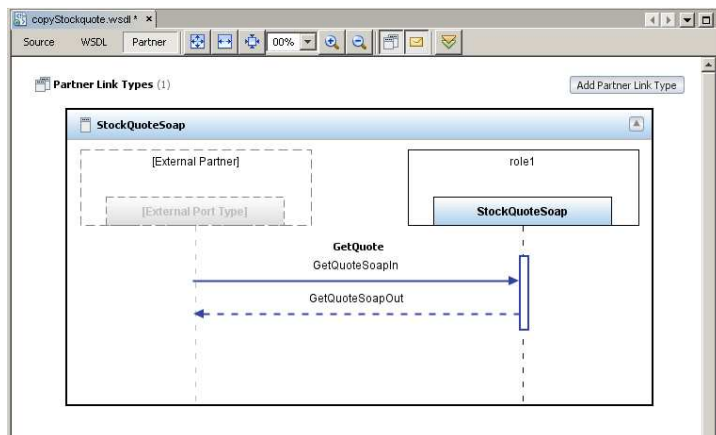 copyStockquote.wsdl *
Source WSDL Partner 00%
Partner Link Types (1) Add Partner Link Type
StockQuoteSoap
[External Partner] role1
[External Port Type] StockQuoteSoap
GetQuote
GetQuoteSoapIn
GetQuoteSoapOut